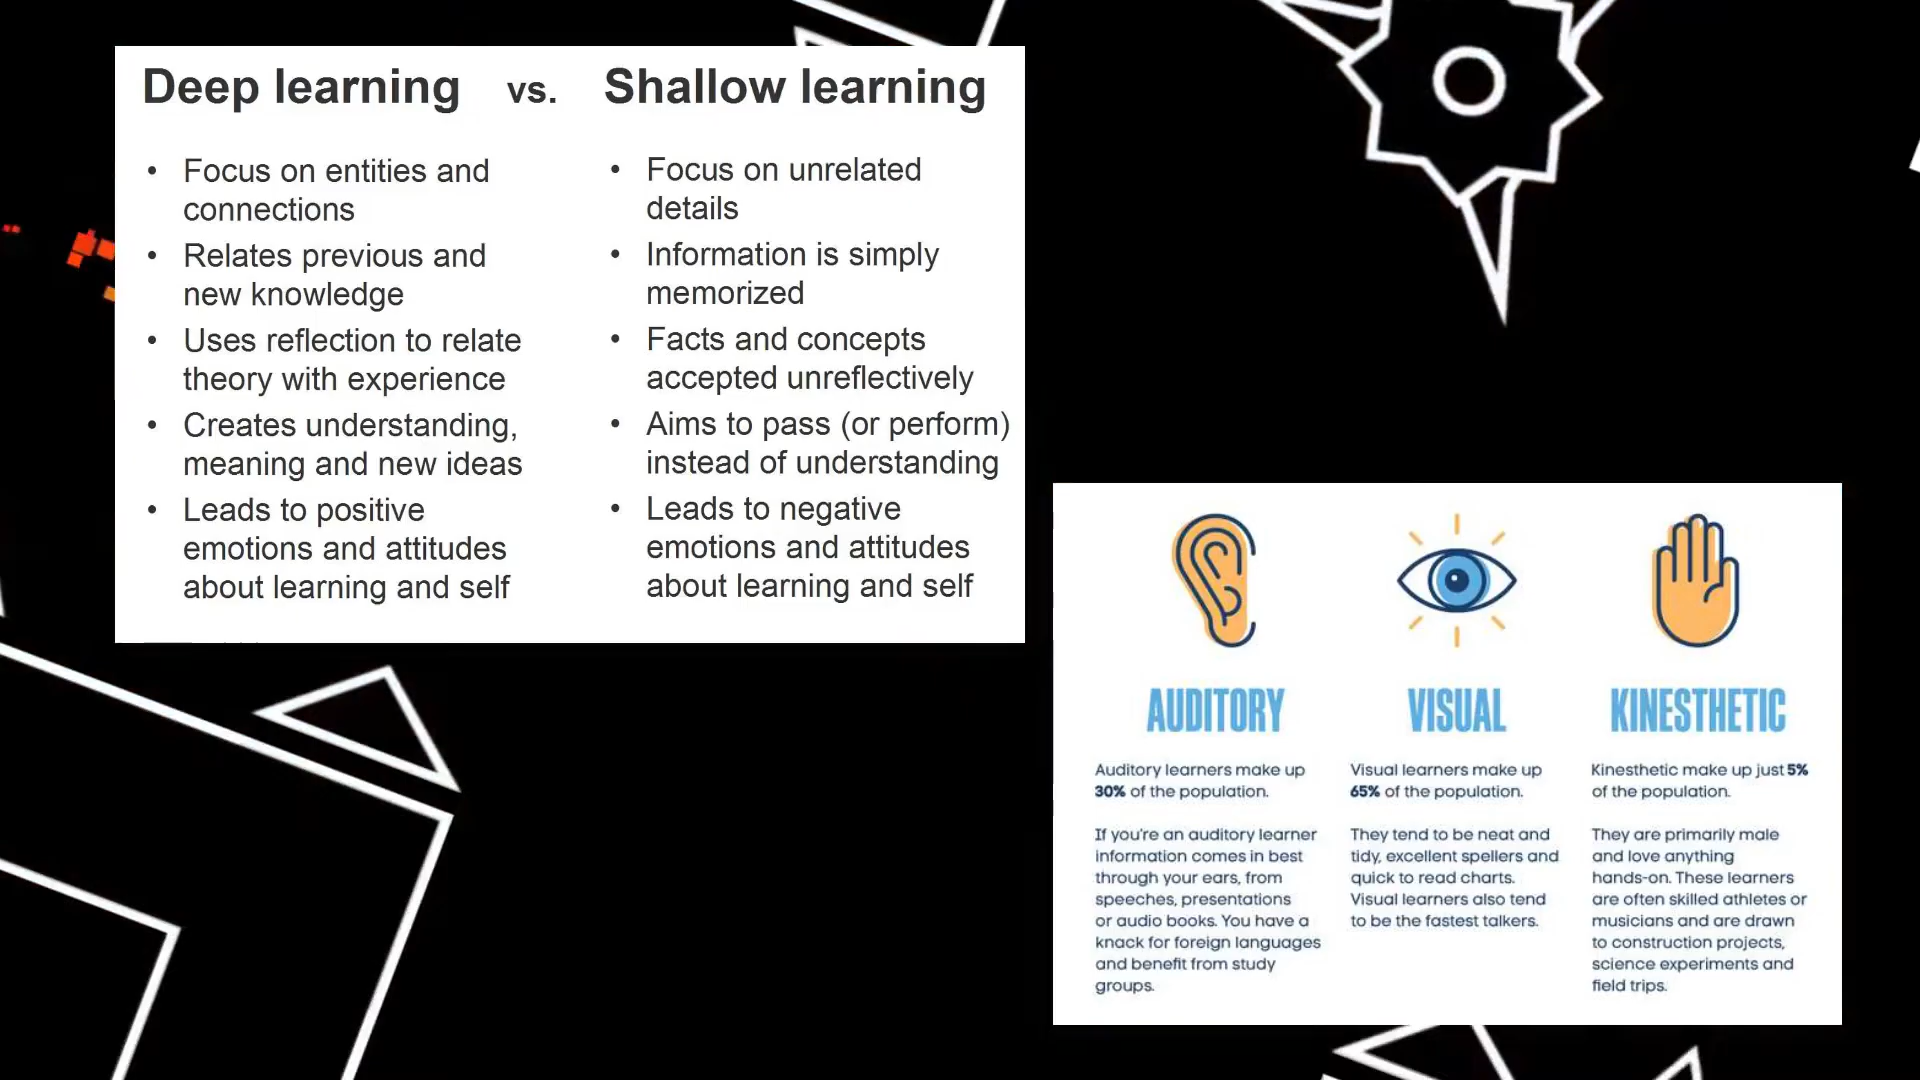 Deep learning vs. Shallow learning
• Focus on entities and
connections
• Relates previous and
new knowledge
• Uses reflection to relate
theory with experience
• Creates understanding,
meaning and new ideas
• Leads to positive
emotions and attitudes
about learning and self
• Focus on unrelated
details
• Information is simply
memorized
• Facts and concepts
accepted unreflectively
• Aims to pass (or perform)
instead of understanding
• Leads to negative
emotions and attitudes
about learning and self
AUDITORY
Auditory learners make up
30% of the population.
If you're an auditory learner
information comes in best
through your ears, from
speeches, presentations
or audio books. You have a
knack for foreign languages
and benefit from study
groups.
VISUAL
Visual learners make up
65% of the population.
They tend to be neat and
tidy, excellent spellers and
quick to read charts.
Visual learners also tend
to be the fastest talkers.
KINESTHETIC
Kinesthetic make up just 5%
of the population.
They are primarily male
and love anything
hands-on. These learners
are often skilled athletes or
musicians and are drawn
to construction projects,
science experiments and
field trips.